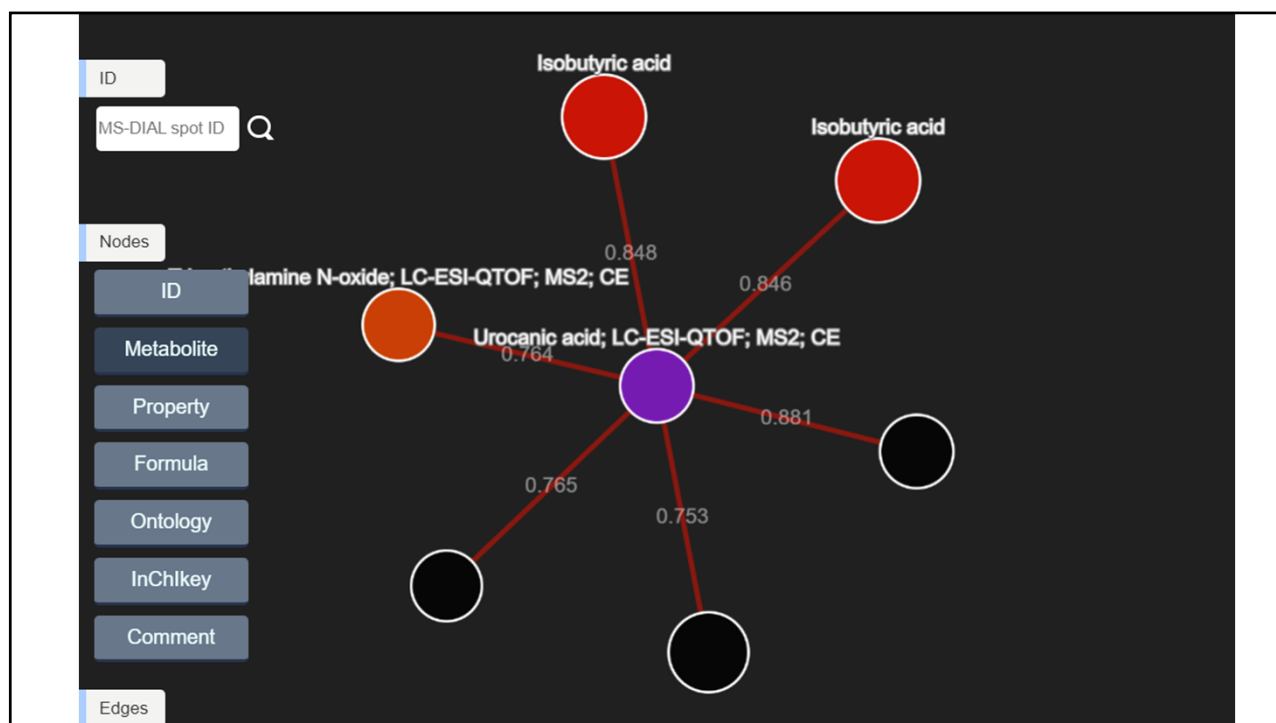 Isobutyric acid
ID
MS-DIAL spot ID
Isobutyric acid
Nodes
0.848
lamine N-oxide; LC-ESI-QTOF; MS2; CE
ID
0.846
Urocanic acid; LC-ESI-QTOF; MS2; CE
Metabolite
0.764
Property
0.881
Formula
0.765
Ontology
0.753
InChIkey
Comment
Edges